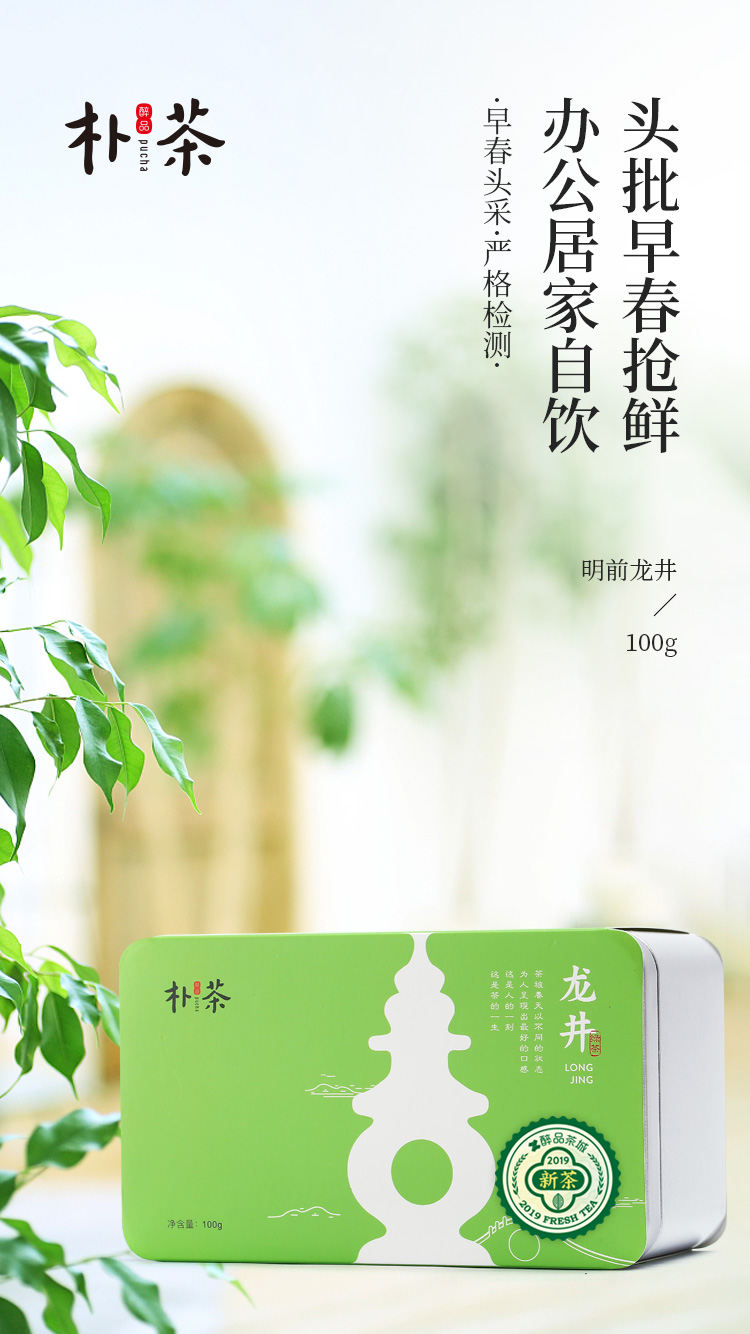 朴茶
醉品
pucha
头批早春抢鲜
办公居家自饮
·早春头采·严格检测·
明前龙井
/
100g
朴茶
pucha
龙井
绿茶
LONG
JING
茶被春天以不同的状态
为人呈现出最好的口感
这是人的一刻
这是茶的一生
醉品茶城
2019
新茶
2019 FRESH TEA
净含量：100g